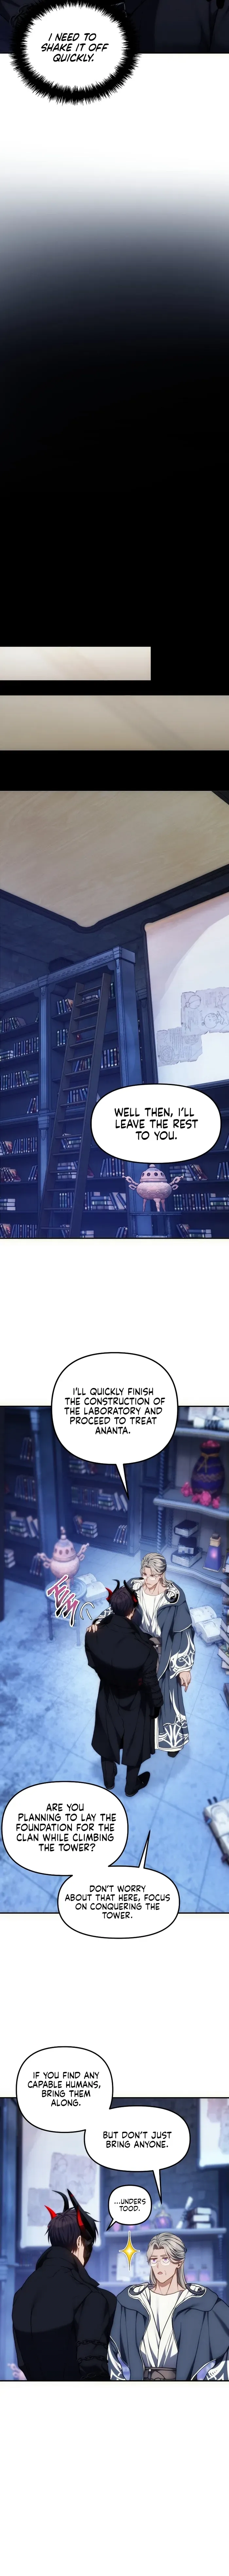 I NEED TO
SHAKE IT OFF
QUICKLY.
WELL THEN, I'LL
LEAVE THE REST
TO YOU.
I'LL QUICKLY FINISH
THE CONSTRUCTION OF
THE LABORATORY AND
PROCEED TO TREAT
ANANTA.
ARE YOU
PLANNING TO LAY THE
FOUNDATION FOR THE
CLAN WHILE CLIMBING
THE TOWER?
DON'T WORRY
ABOUT THAT HERE, FOCUS
ON CONQUERING THE
TOWER.
IF YOU FIND ANY
CAPABLE HUMANS,
BRING THEM
ALONG.
BUT DON'T JUST
BRING ANYONE.
...UNDERS
TOOD.